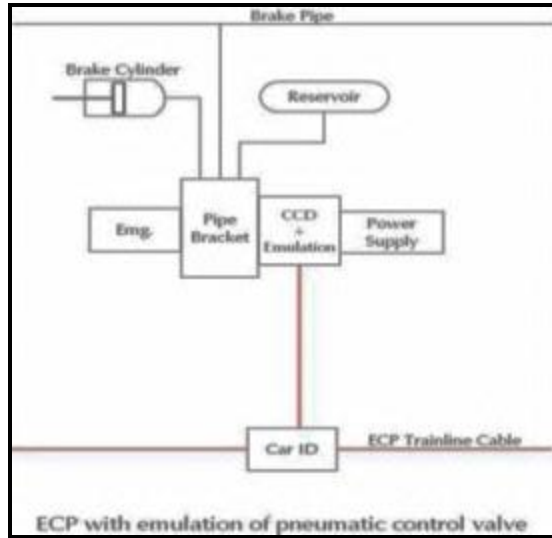 Brake Pipe
Brake Cylinder
Reservoir
Emg.
Pipe
Bracket
CCD
+
Emulation
Power
Supply
Car ID
ECP Trainline Cable
ECP with emulation of pneumatic control valve